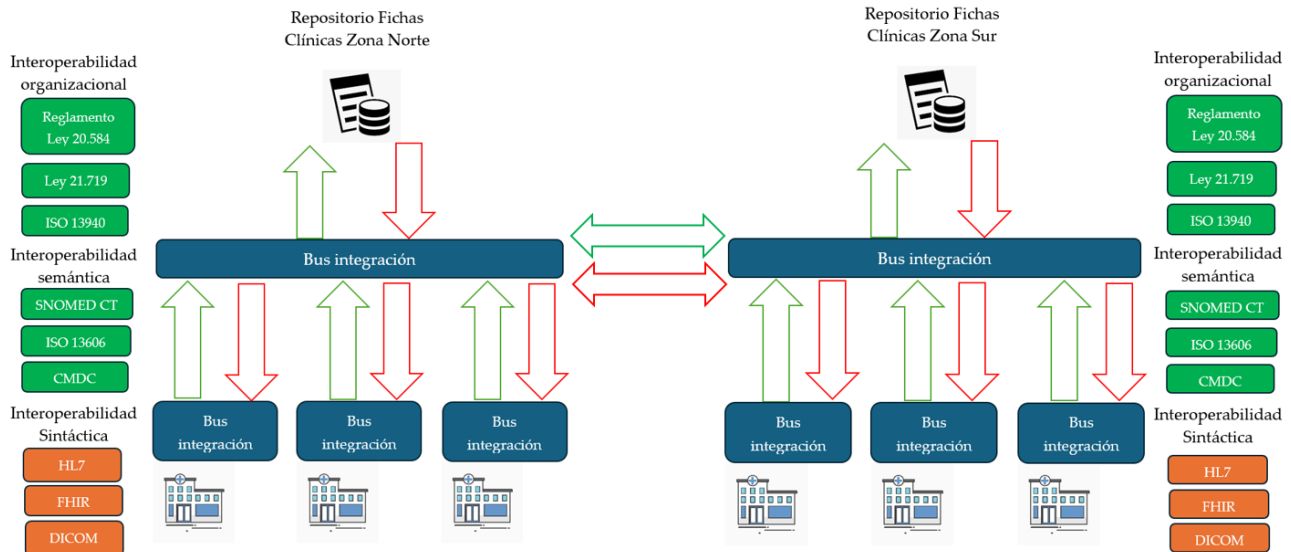 Repositorio Fichas
Clínicas Zona Norte
Repositorio Fichas
Clínicas Zona Sur
Interoperabilidad
organizacional
Reglamento
Ley 20.584
Ley 21.719
ISO 13940
Interoperabilidad
semántica
SNOMED CT
ISO 13606
CMDC
Interoperabilidad
Sintáctica
HL7
FHIR
DICOM
Bus integración
Bus
integración
Bus
integración
Bus
integración
Bus integración
Bus
integración
Bus
integración
Bus
integración
Interoperabilidad
organizacional
Reglamento
Ley 20.584
Ley 21.719
ISO 13940
Interoperabilidad
semántica
SNOMED CT
ISO 13606
CMDC
Interoperabilidad
Sintáctica
HL7
FHIR
DICOM